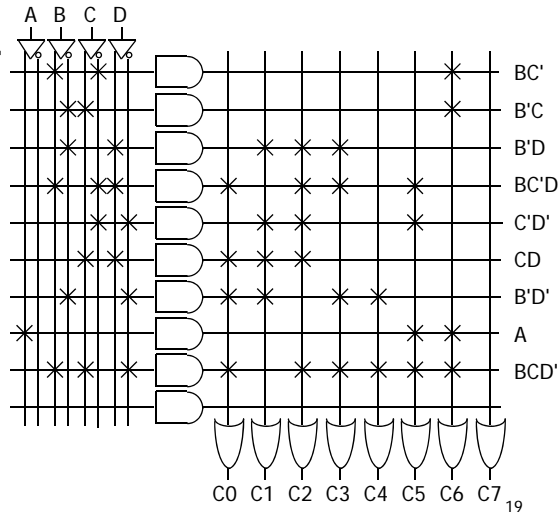 A B C D
BC'
B'C
B'D
BC'D
C'D'
CD
B'D'
A
BCD'
C0 C1 C2 C3 C4 C5 C6 C7
19